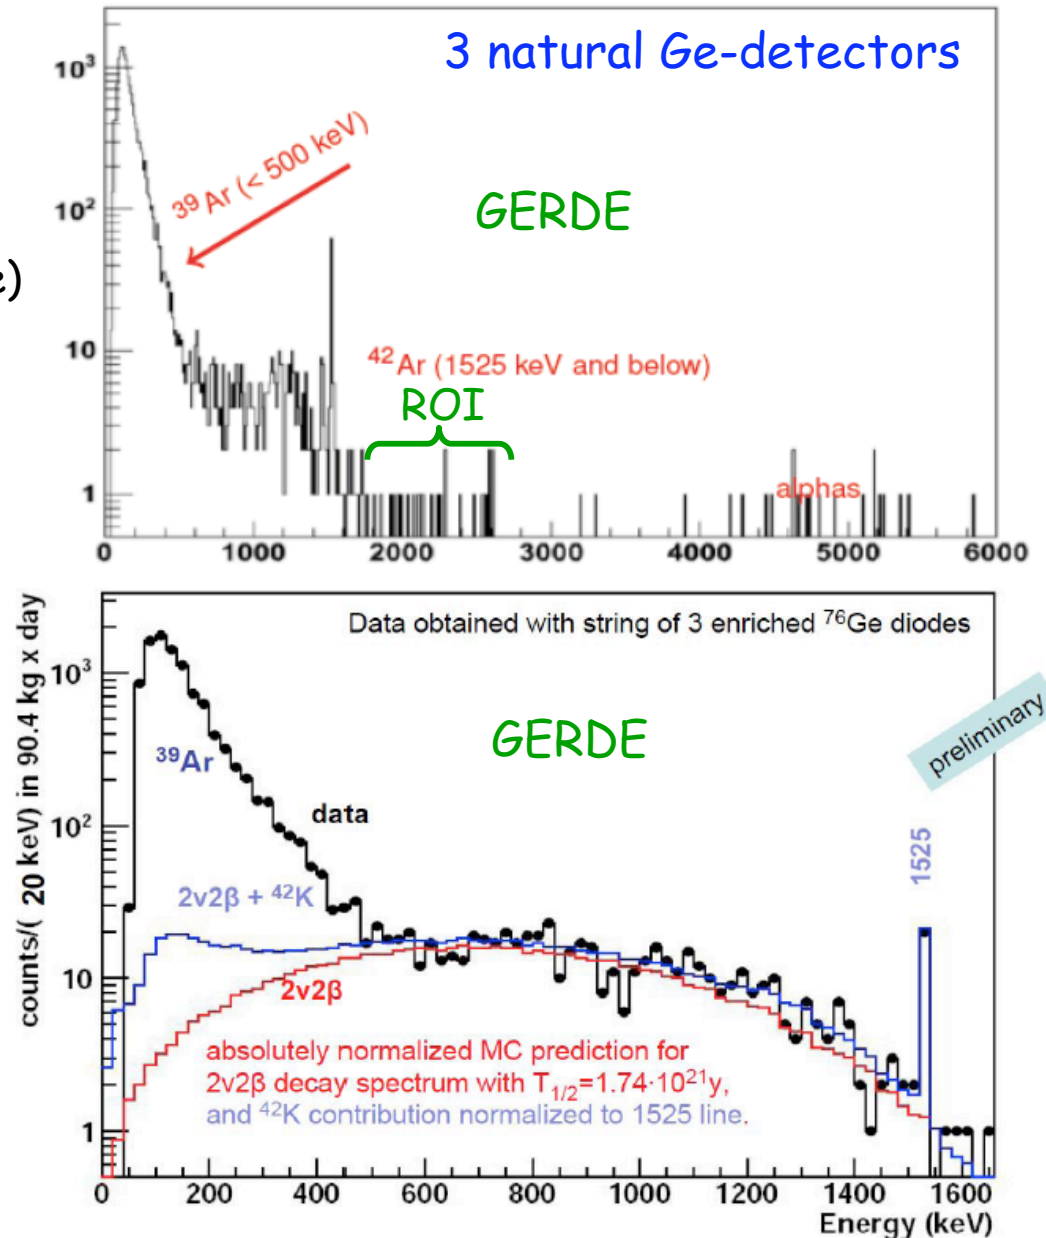 3 natural Ge-detectors
10³
³⁹Ar (< 500 keV)
10²
GERDE
e)
10
⁴²Ar (1525 keV and below)
ROI
1
alphas
0 1000 2000 3000 4000 5000 6000
counts/( 20 keV) in 90.4 kg x day
Data obtained with string of 3 enriched ⁷⁶Ge diodes
10³
preliminary
GERDE
³⁹Ar
data
10²
1525
2ν2β + ⁴²K
10
2ν2β
absolutely normalized MC prediction for
2ν2β decay spectrum with T₁/₂=1.74·10²¹y,
and ⁴²K contribution normalized to 1525 line.
1
0 200 400 600 800 1000 1200 1400 1600
Energy (keV)